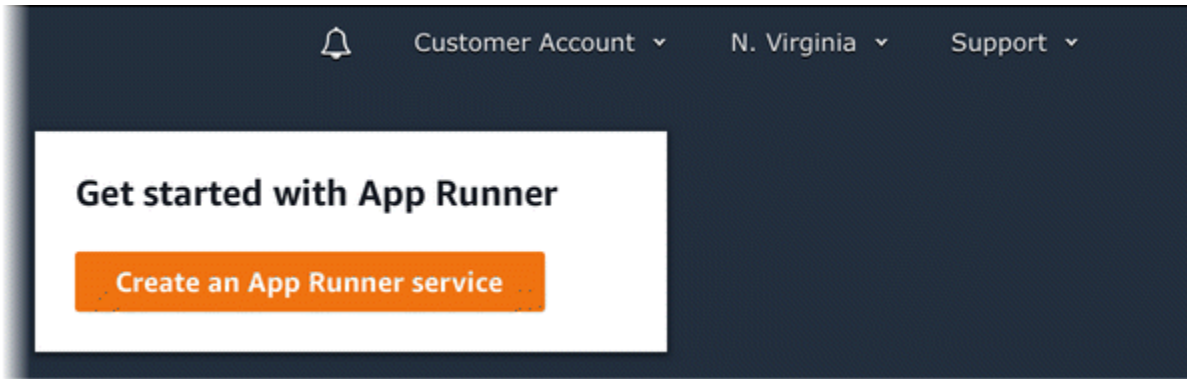 Customer Account N. Virginia Support
Get started with App Runner
Create an App Runner service